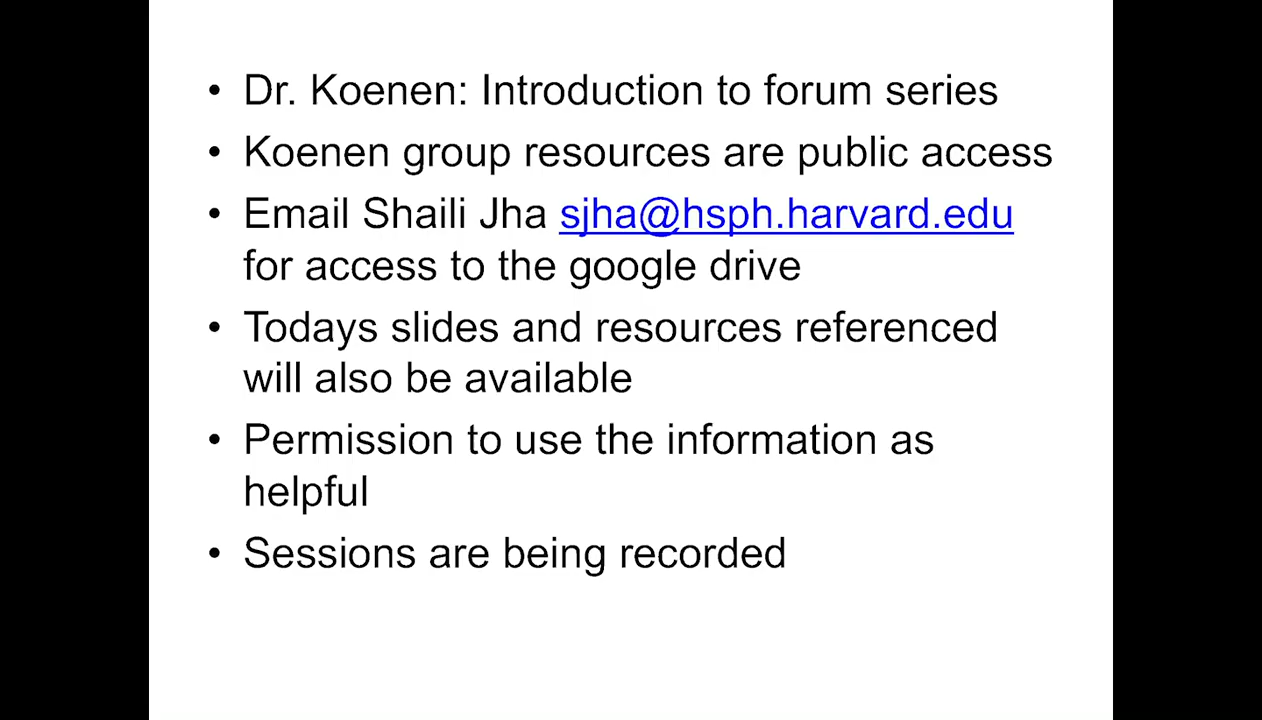 • Dr. Koenen: Introduction to forum series
• Koenen group resources are public access
• Email Shaili Jha sjha@hsph.harvard.edu
for access to the google drive
• Todays slides and resources referenced
will also be available
• Permission to use the information as
helpful
• Sessions are being recorded